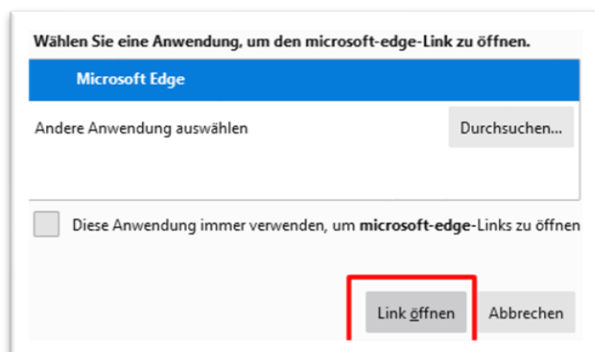 Wählen Sie eine Anwendung, um den microsoft-edge-Link zu öffnen.
Microsoft Edge
Andere Anwendung auswählen Durchsuchen...
Diese Anwendung immer verwenden, um microsoft-edge-Links zu öffnen
Link öffnen Abbrechen